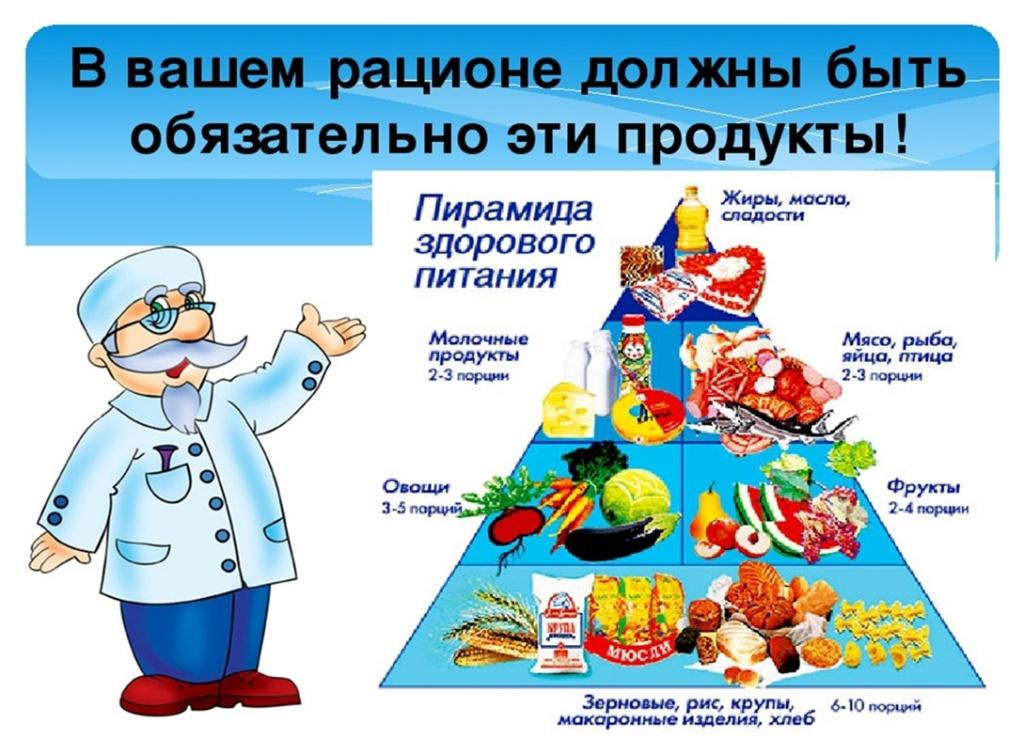 В вашем рационе должны быть
обязательно эти продукты!
Пирамида
здорового
питания
Жиры, масла,
сладости
Молочные
продукты
2-3 порции
Мясо, рыба,
яйца, птица
2-3 порции
Овощи
3-5 порций
Фрукты
2-4 порции
КРУПА
МЮСЛИ
Зерновые, рис, крупы,
макаронные изделия, хлеб
6-10 порций